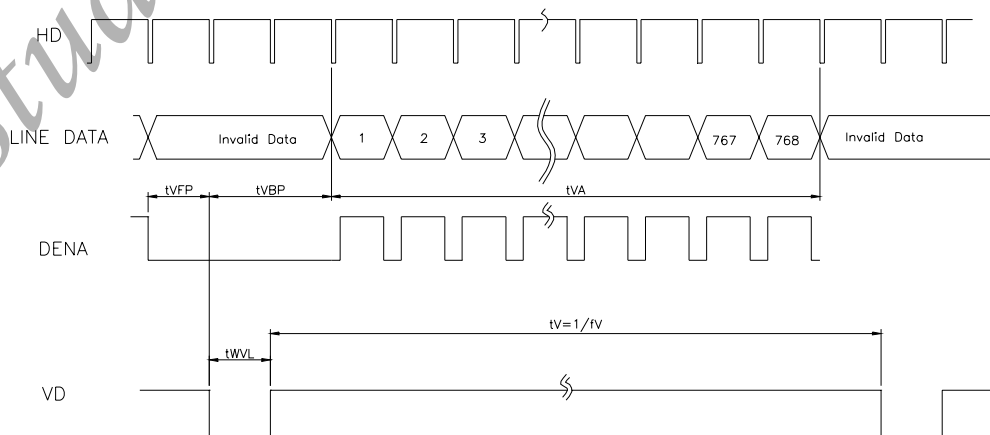 HD
LINE DATA
Invalid Data
1
2
3
767
768
Invalid Data
tVFP
tVBP
tVA
DENA
tV=1/fV
tWVL
VD